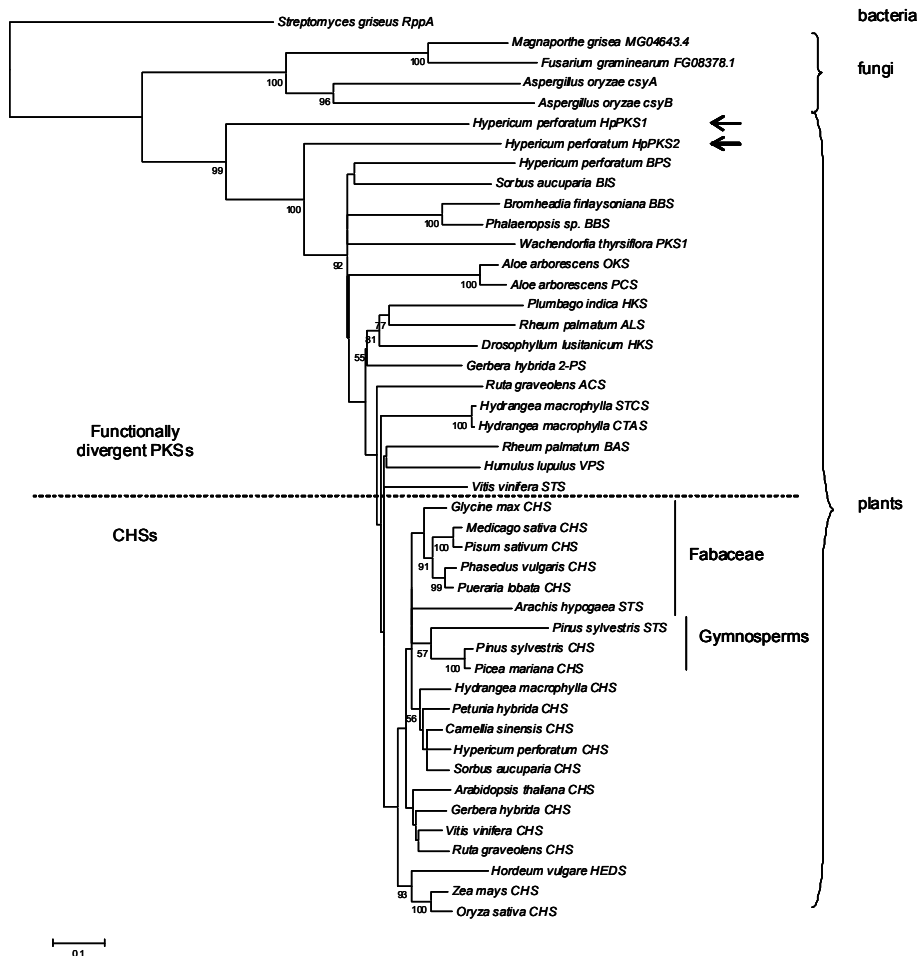 Streptomyces griseus RppA
bacteria
Magnaporthe grisea MG04643.4
100
Fusarium graminearum FG08378.1
fungi
100
Aspergillus oryzae csyA
96
Aspergillus oryzae csyB
Hypericum perforatum HpPKS1
99
Hypericum perforatum HpPKS2
100
Hypericum perforatum BPS
Sorbus aucuparia BIS
Bromheadia finlaysoniana BBS
100
Phalaenopsis sp. BBS
Wachendorfia thyrsiflora PKS1
92
Aloe arborescens OKS
100
Aloe arborescens PCS
Plumbago indica HKS
77
Rheum palmatum ALS
81
Drosophyllum lusitanicum HKS
55
Gerbera hybrida 2-PS
Ruta graveolens ACS
Hydrangea macrophylla STCS
100
Hydrangea macrophylla CTAS
Functionally
divergent PKSs
Rheum palmatum BAS
Humulus lupulus VPS
Vitis vinifera STS
plants
CHSs
Glycine max CHS
Medicago sativa CHS
100
Pisum sativum CHS
Fabaceae
91
Phaseolus vulgaris CHS
99
Pueraria lobata CHS
Arachis hypogaea STS
Pinus sylvestris STS
Gymnosperms
57
Pinus sylvestris CHS
100
Picea mariana CHS
Hydrangea macrophylla CHS
56
Petunia hybrida CHS
Camellia sinensis CHS
Hypericum perforatum CHS
Sorbus aucuparia CHS
Arabidopsis thaliana CHS
Gerbera hybrida CHS
Vitis vinifera CHS
Ruta graveolens CHS
Hordeum vulgare HEDS
93
Zea mays CHS
100
Oryza sativa CHS
0.1